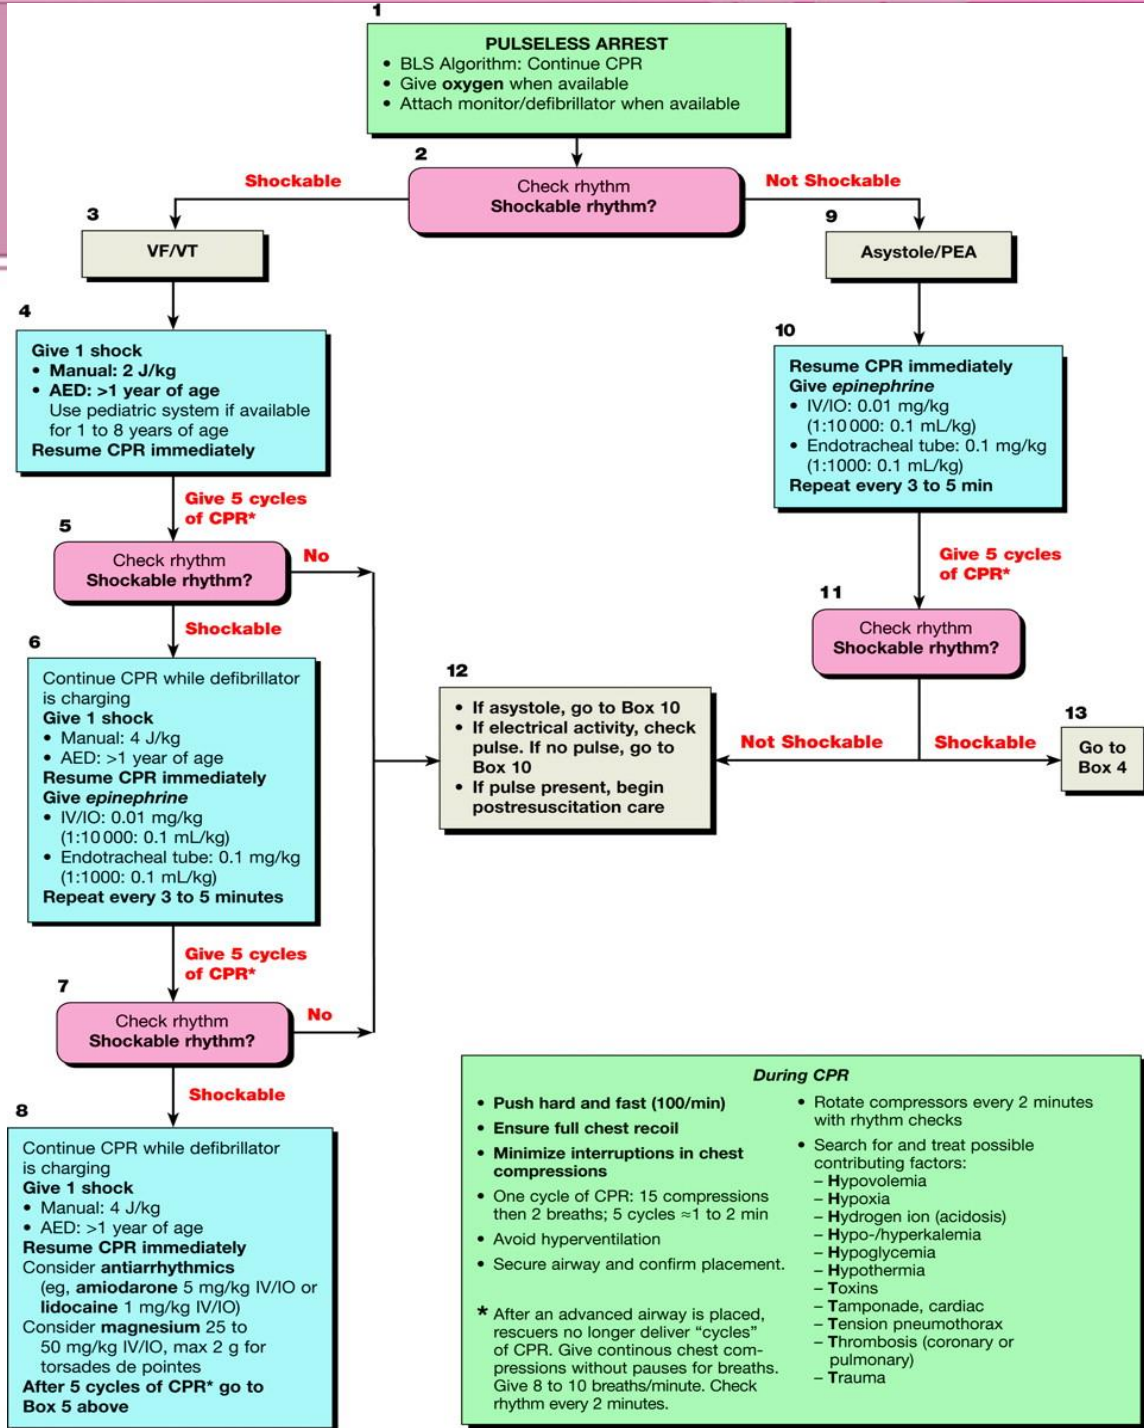 1
PULSELESS ARREST
• BLS Algorithm: Continue CPR
• Give oxygen when available
• Attach monitor/defibrillator when available
2
Shockable
Check rhythm
Shockable rhythm?
Not Shockable
3
VF/VT
9
Asystole/PEA
4
Give 1 shock
• Manual: 2 J/kg
• AED: >1 year of age
Use pediatric system if available
for 1 to 8 years of age
Resume CPR immediately
10
Resume CPR immediately
Give epinephrine
• IV/IO: 0.01 mg/kg
(1:10 000: 0.1 mL/kg)
• Endotracheal tube: 0.1 mg/kg
(1:1000: 0.1 mL/kg)
Repeat every 3 to 5 min
Give 5 cycles
of CPR*
5
Check rhythm
Shockable rhythm?
No
Give 5 cycles
of CPR*
11
Check rhythm
Shockable rhythm?
Shockable
6
Continue CPR while defibrillator
is charging
Give 1 shock
• Manual: 4 J/kg
• AED: >1 year of age
Resume CPR immediately
Give epinephrine
• IV/IO: 0.01 mg/kg
(1:10 000: 0.1 mL/kg)
• Endotracheal tube: 0.1 mg/kg
(1:1000: 0.1 mL/kg)
Repeat every 3 to 5 minutes
12
• If asystole, go to Box 10
• If electrical activity, check
pulse. If no pulse, go to
Box 10
• If pulse present, begin
postresuscitation care
Not Shockable
Shockable
13
Go to
Box 4
Give 5 cycles
of CPR*
7
Check rhythm
Shockable rhythm?
No
Shockable
8
Continue CPR while defibrillator
is charging
Give 1 shock
• Manual: 4 J/kg
• AED: >1 year of age
Resume CPR immediately
Consider antiarrhythmics
(eg, amiodarone 5 mg/kg IV/IO or
lidocaine 1 mg/kg IV/IO)
Consider magnesium 25 to
50 mg/kg IV/IO, max 2 g for
torsades de pointes
After 5 cycles of CPR* go to
Box 5 above
During CPR
• Push hard and fast (100/min)
• Ensure full chest recoil
• Minimize interruptions in chest
compressions
• One cycle of CPR: 15 compressions
then 2 breaths; 5 cycles ≈1 to 2 min
• Avoid hyperventilation
• Secure airway and confirm placement.
* After an advanced airway is placed,
rescuers no longer deliver “cycles”
of CPR. Give continous chest com-
pressions without pauses for breaths.
Give 8 to 10 breaths/minute. Check
rhythm every 2 minutes.
• Rotate compressors every 2 minutes
with rhythm checks
• Search for and treat possible
contributing factors:
– Hypovolemia
– Hypoxia
– Hydrogen ion (acidosis)
– Hypo-/hyperkalemia
– Hypoglycemia
– Hypothermia
– Toxins
– Tamponade, cardiac
– Tension pneumothorax
– Thrombosis (coronary or
pulmonary)
– Trauma